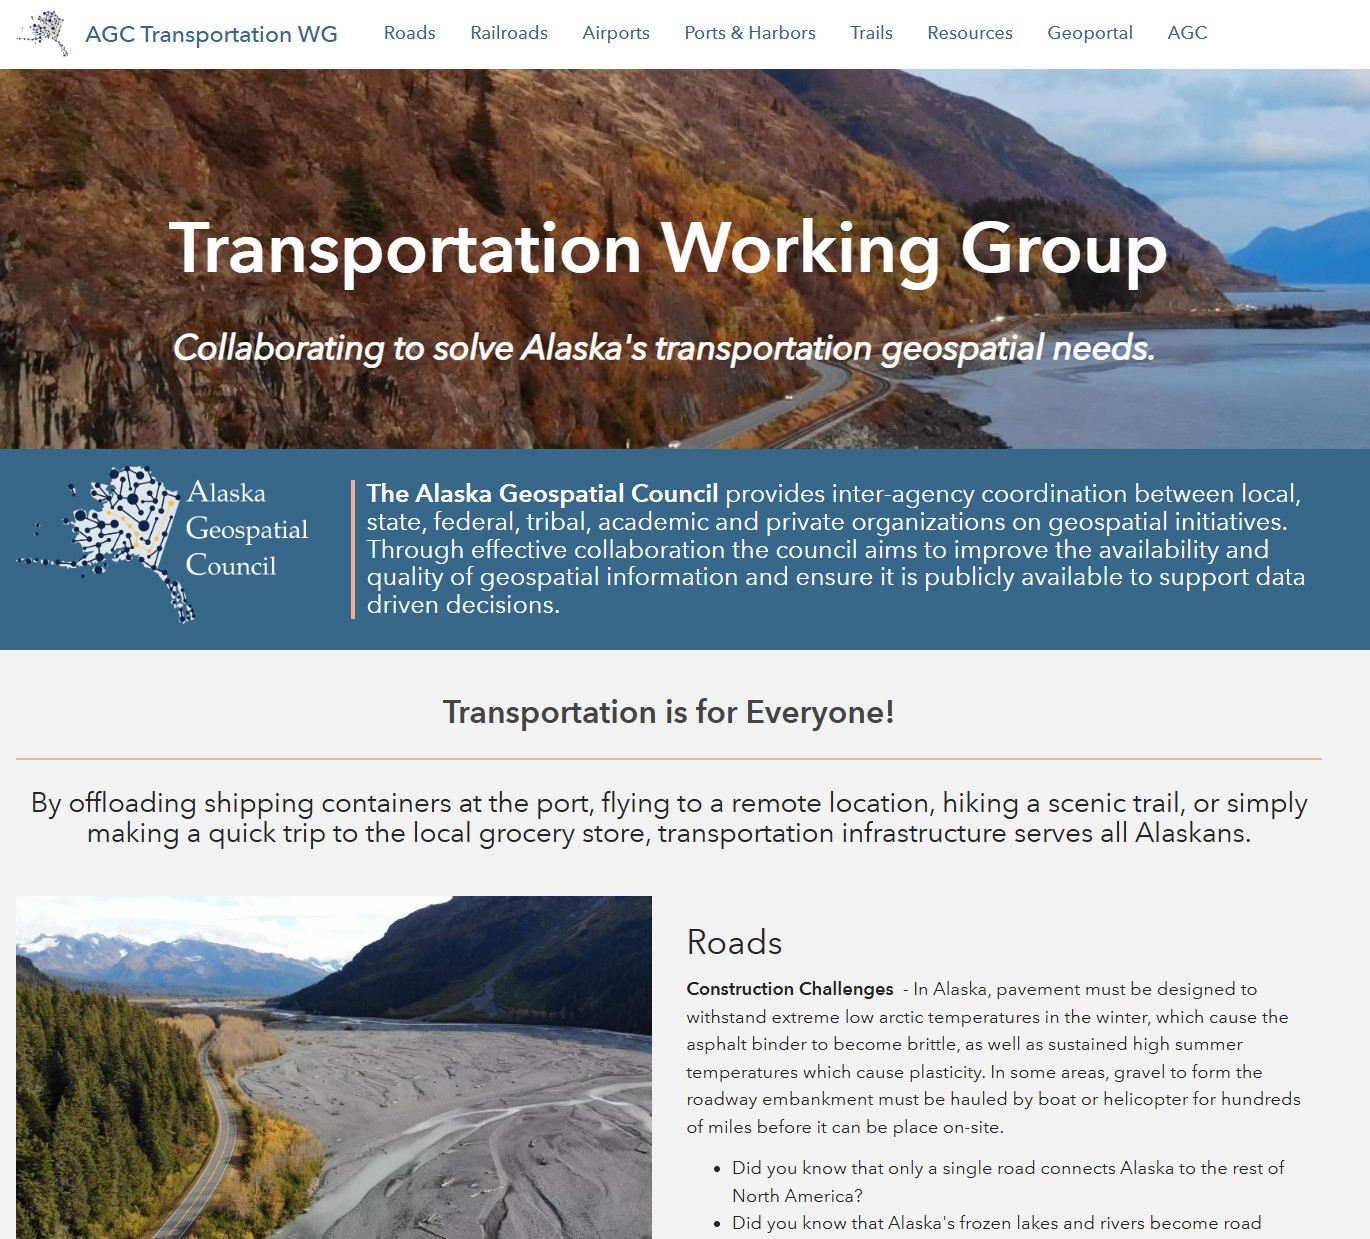 AGC Transportation WG Roads Railroads Airports Ports & Harbors Trails Resources Geoportal AGC
Transportation Working Group
Collaborating to solve Alaska's transportation geospatial needs.
Alaska
Geospatial
Council
The Alaska Geospatial Council provides inter-agency coordination between local,
state, federal, tribal, academic and private organizations on geospatial initiatives.
Through effective collaboration the council aims to improve the availability and
quality of geospatial information and ensure it is publicly available to support data
driven decisions.
Transportation is for Everyone!
By offloading shipping containers at the port, flying to a remote location, hiking a scenic trail, or simply
making a quick trip to the local grocery store, transportation infrastructure serves all Alaskans.
Roads
Construction Challenges - In Alaska, pavement must be designed to
withstand extreme low arctic temperatures in the winter, which cause the
asphalt binder to become brittle, as well as sustained high summer
temperatures which cause plasticity. In some areas, gravel to form the
roadway embankment must be hauled by boat or helicopter for hundreds
of miles before it can be place on-site.
• Did you know that only a single road connects Alaska to the rest of
North America?
• Did you know that Alaska's frozen lakes and rivers become road